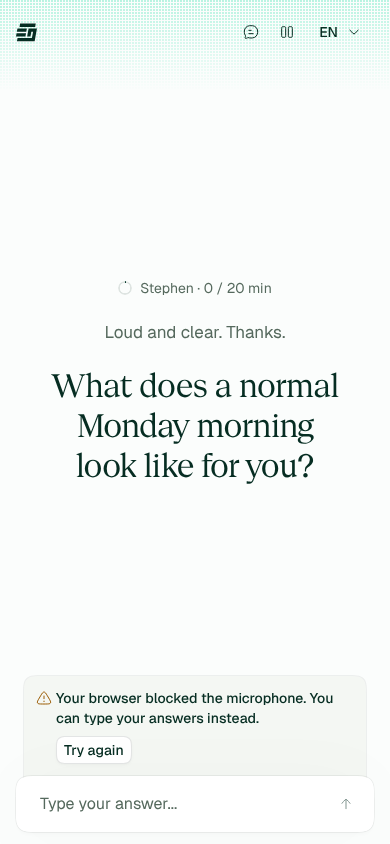 EN
Stephen · 0 / 20 min
Loud and clear. Thanks.
What does a normal
Monday morning
look like for you?
Your browser blocked the microphone. You
can type your answers instead.
Try again
Type your answer...